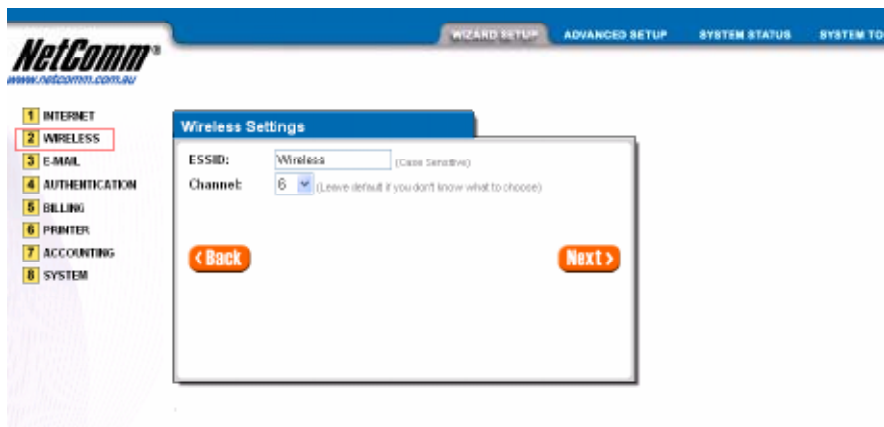 WIZARD SETUP ADVANCED SETUP SYSTEM STATUS SYSTEM TO
NetComm®
www.netcomm.com.au
1 INTERNET
2 WIRELESS
3 E-MAIL
4 AUTHENTICATION
5 BILLING
6 PRINTER
7 ACCOUNTING
8 SYSTEM
Wireless Settings
ESSID: Wireless (Case Sensitive)
Channel: 6 (Leave default if you don't know what to choose)
< Back Next >